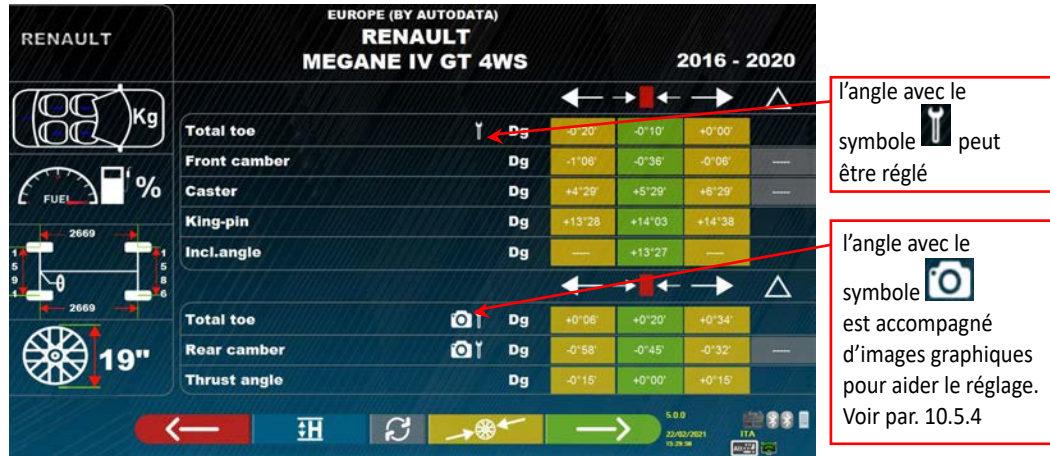 RENAULT
EUROPE (BY AUTODATA)
RENAULT
MEGANE IV GT 4WS
2016 - 2020
Kg
FUEL
%
2669
1594
1586
2669
19"
Total toe Dg -0°20' -0°10' +0°00'
Front camber Dg -1°06' -0°36' -0°06' ----
Caster Dg +4°29' +5°29' +6°29' ----
King-pin Dg +13°28 +14°03 +14°38
Incl.angle Dg ---- +13°27 ----
Total toe Dg +0°06' +0°20' +0°34'
Rear camber Dg -0°58' -0°45' -0°32' ----
Thrust angle Dg -0°15' +0°00' +0°15'
H
5.0.0
22/02/2021
15:29:56
ITA
l'angle avec le
symbole peut
être réglé
l'angle avec le
symbole
est accompagné
d'images graphiques
pour aider le réglage.
Voir par. 10.5.4